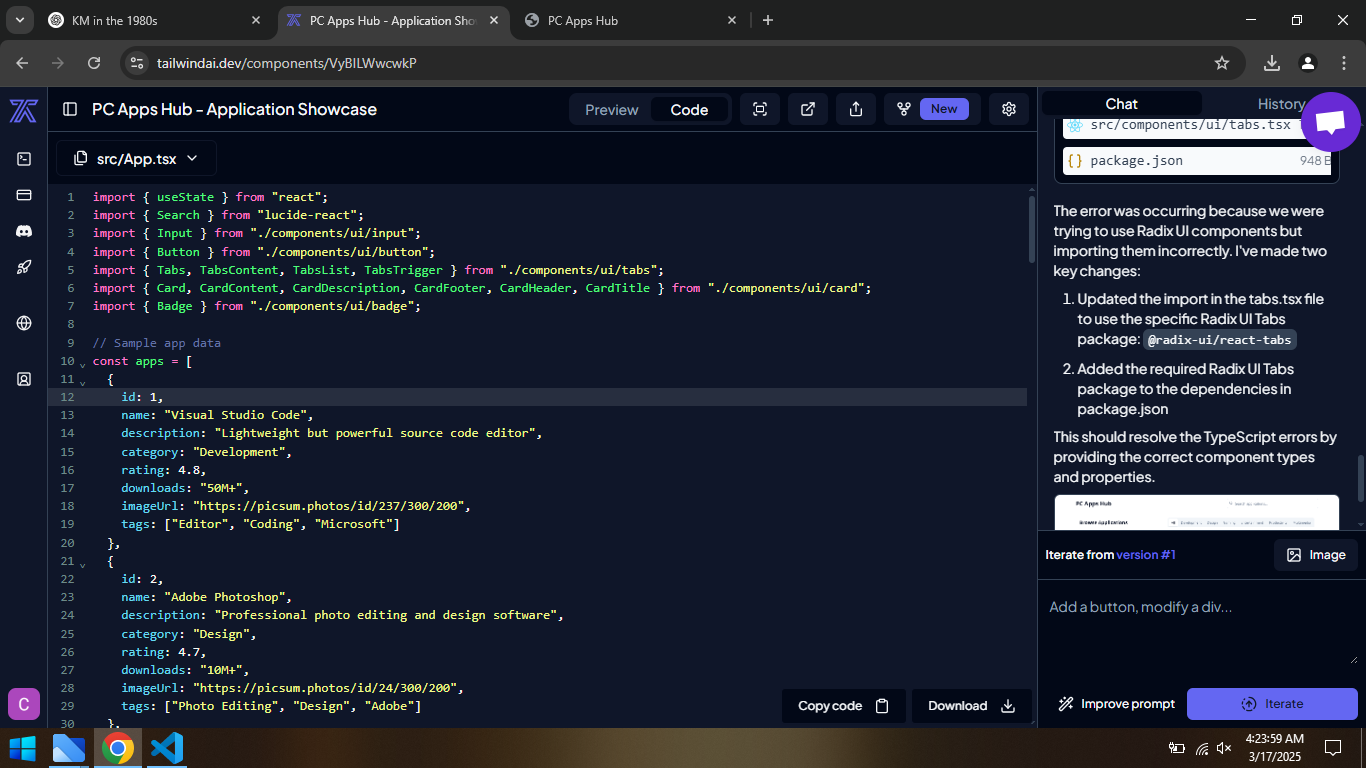 KM in the 1980s
PC Apps Hub - Application Show
PC Apps Hub
tailwindai.dev/components/VyBlLWwcwkP
PC Apps Hub - Application Showcase
Preview
Code
New
Chat
History
src/App.tsx
1 import { useState } from "react";
2 import { Search } from "lucide-react";
3 import { Input } from "./components/ui/input";
4 import { Button } from "./components/ui/button";
5 import { Tabs, TabsContent, TabsList, TabsTrigger } from "./components/ui/tabs";
6 import { Card, CardContent, CardDescription, CardFooter, CardHeader, CardTitle } from "./components/ui/card";
7 import { Badge } from "./components/ui/badge";
8
9 // Sample app data
10 const apps = [
11 {
12 id: 1,
13 name: "Visual Studio Code",
14 description: "Lightweight but powerful source code editor",
15 category: "Development",
16 rating: 4.8,
17 downloads: "50M+",
18 imageUrl: "https://picsum.photos/id/237/300/200",
19 tags: ["Editor", "Coding", "Microsoft"]
20 },
21 {
22 id: 2,
23 name: "Adobe Photoshop",
24 description: "Professional photo editing and design software",
25 category: "Design",
26 rating: 4.7,
27 downloads: "10M+",
28 imageUrl: "https://picsum.photos/id/24/300/200",
29 tags: ["Photo Editing", "Design", "Adobe"]
30 },
Copy code
Download
src/components/ui/tabs.tsx
{} package.json 948 B
The error was occurring because we were
trying to use Radix UI components but
importing them incorrectly. I've made two
key changes:
1. Updated the import in the tabs.tsx file
to use the specific Radix UI Tabs
package: @radix-ui/react-tabs
2. Added the required Radix UI Tabs
package to the dependencies in
package.json
This should resolve the TypeScript errors by
providing the correct component types
and properties.
PC Apps Hub
Browse Applications
Iterate from version #1
Image
Add a button, modify a div...
Improve prompt
Iterate
C
4:23:59 AM
3/17/2025